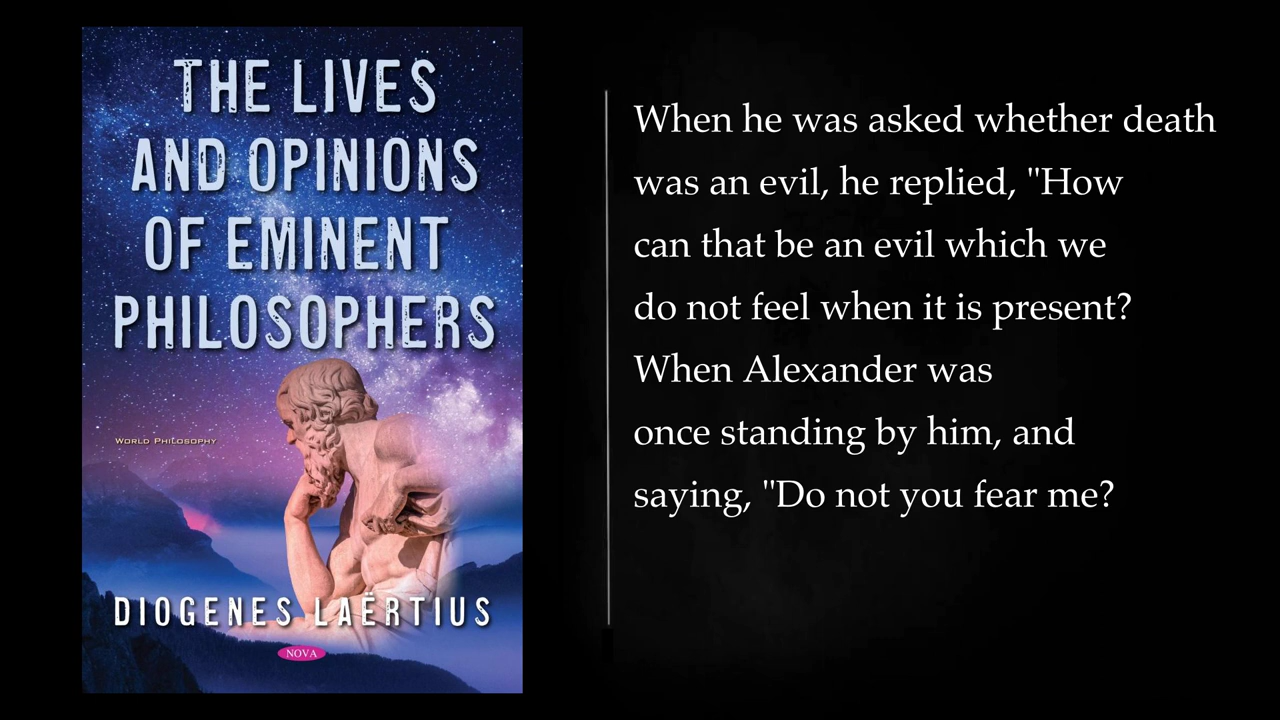 THE LIVES
AND OPINIONS
OF EMINENT
PHILOSOPHERS
WORLD PHILOSOPHY
DIOGENES LAËRTIUS
NOVA
When he was asked whether death
was an evil, he replied, "How
can that be an evil which we
do not feel when it is present?
When Alexander was
once standing by him, and
saying, "Do not you fear me?